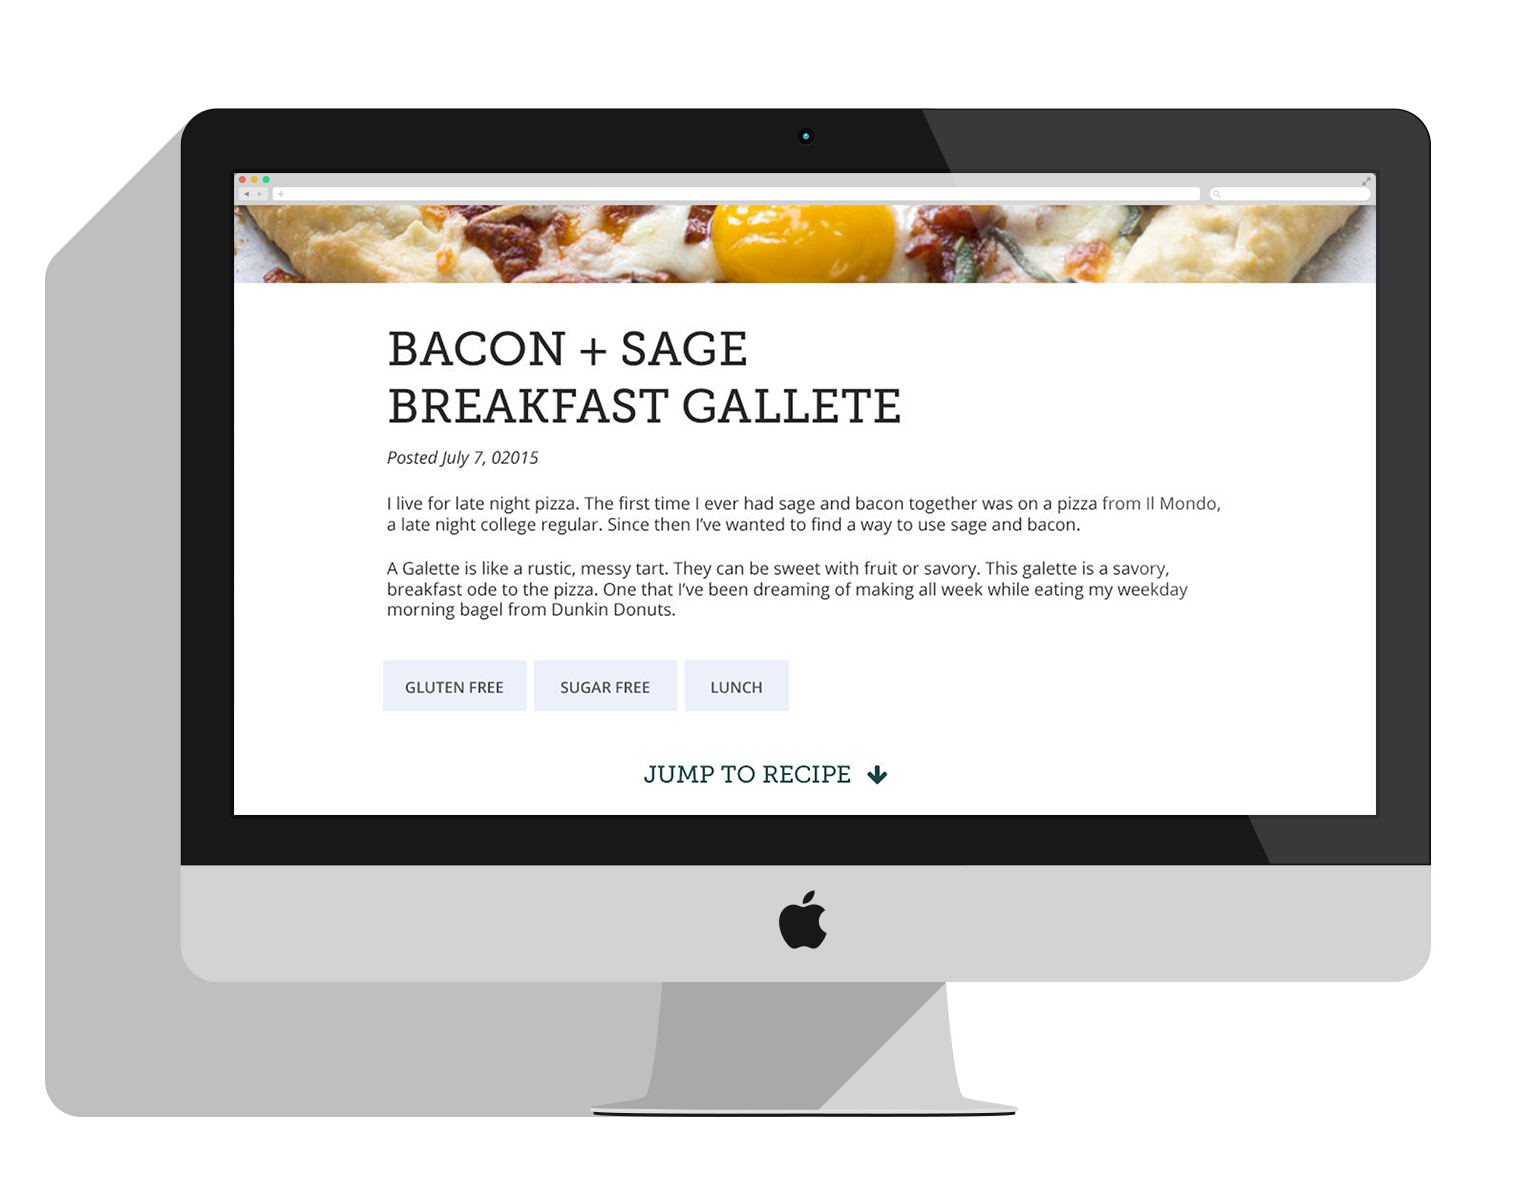 BACON + SAGE
BREAKFAST GALLETE
Posted July 7, 02015
I live for late night pizza. The first time I ever had sage and bacon together was on a pizza from Il Mondo,
a late night college regular. Since then I’ve wanted to find a way to use sage and bacon.
A Galette is like a rustic, messy tart. They can be sweet with fruit or savory. This galette is a savory,
breakfast ode to the pizza. One that I’ve been dreaming of making all week while eating my weekday
morning bagel from Dunkin Donuts.
GLUTEN FREE SUGAR FREE LUNCH
JUMP TO RECIPE